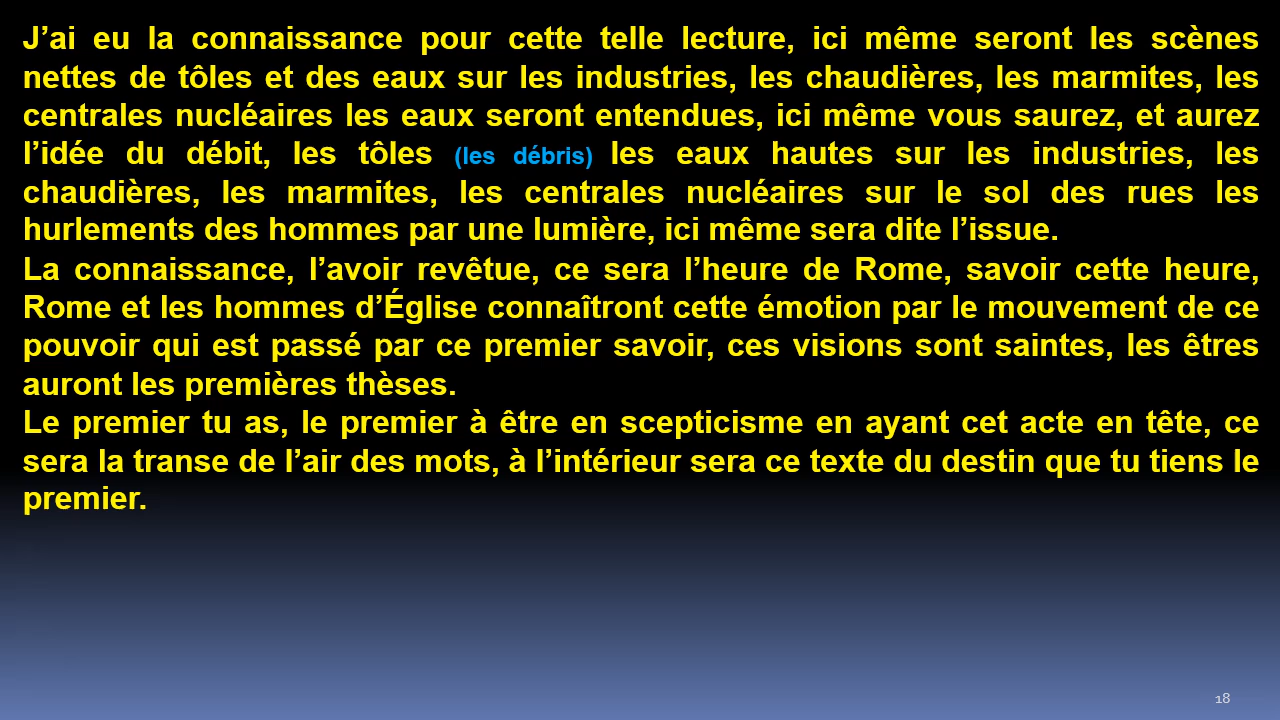 J’ai eu la connaissance pour cette telle lecture, ici même seront les scènes
nettes de tôles et des eaux sur les industries, les chaudières, les marmites, les
centrales nucléaires les eaux seront entendues, ici même vous saurez, et aurez
l’idée du débit, les tôles (les débris) les eaux hautes sur les industries, les
chaudières, les marmites, les centrales nucléaires sur le sol des rues les
hurlements des hommes par une lumière, ici même sera dite l’issue.
La connaissance, l’avoir revêtue, ce sera l’heure de Rome, savoir cette heure,
Rome et les hommes d’Église connaîtront cette émotion par le mouvement de ce
pouvoir qui est passé par ce premier savoir, ces visions sont saintes, les êtres
auront les premières thèses.
Le premier tu as, le premier à être en scepticisme en ayant cet acte en tête, ce
sera la transe de l’air des mots, à l’intérieur sera ce texte du destin que tu tiens le
premier.
18